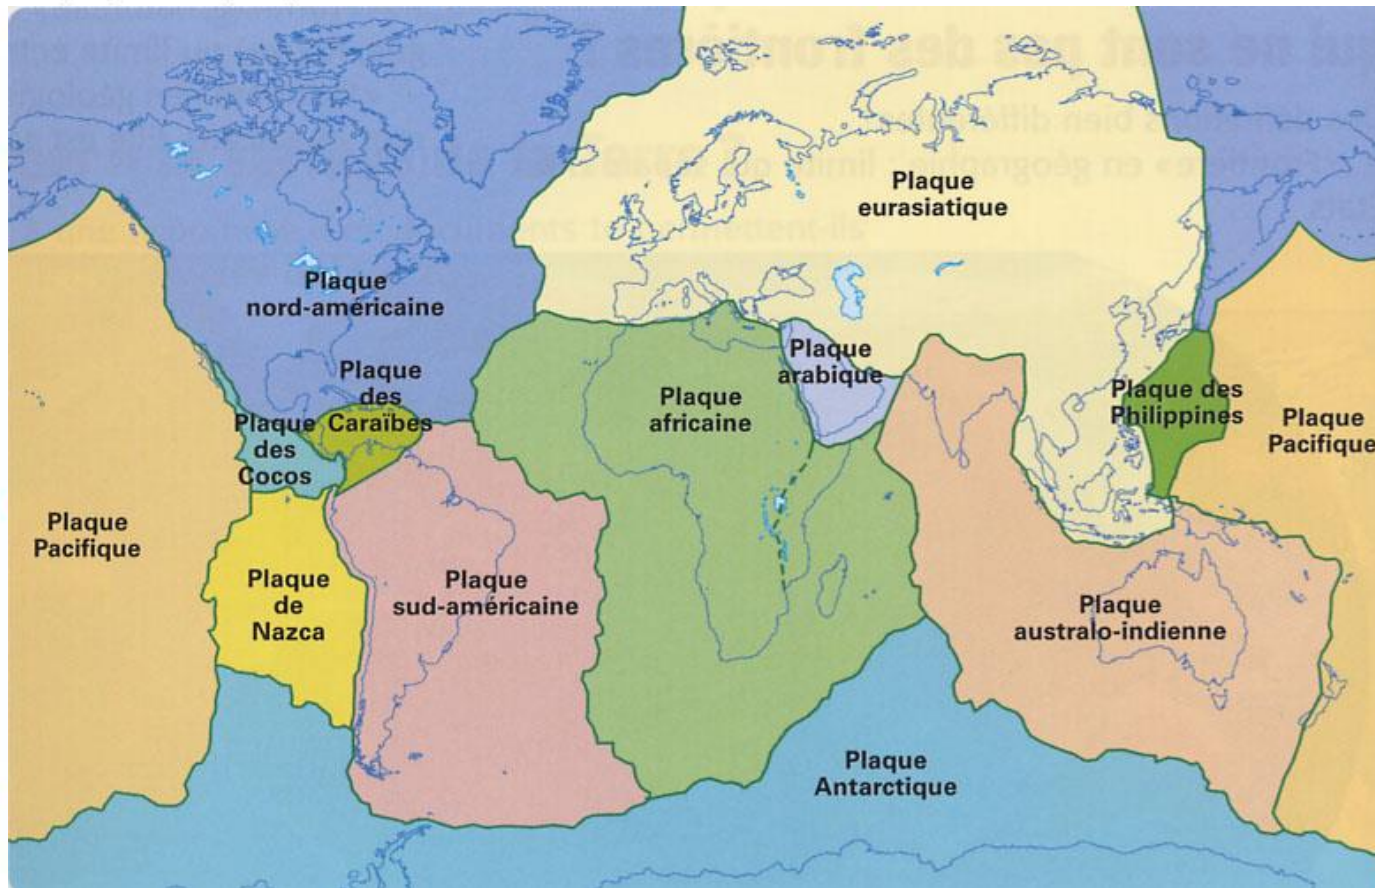 Plaque
eurasiatique
Plaque
nord-américaine
Plaque
arabique
Plaque
des
Caraïbes
Plaque
africaine
Plaque des
Philippines
Plaque
des
Cocos
Plaque
Pacifique
Plaque
Pacifique
Plaque
de
Nazca
Plaque
sud-américaine
Plaque
australo-indienne
Plaque
Antarctique